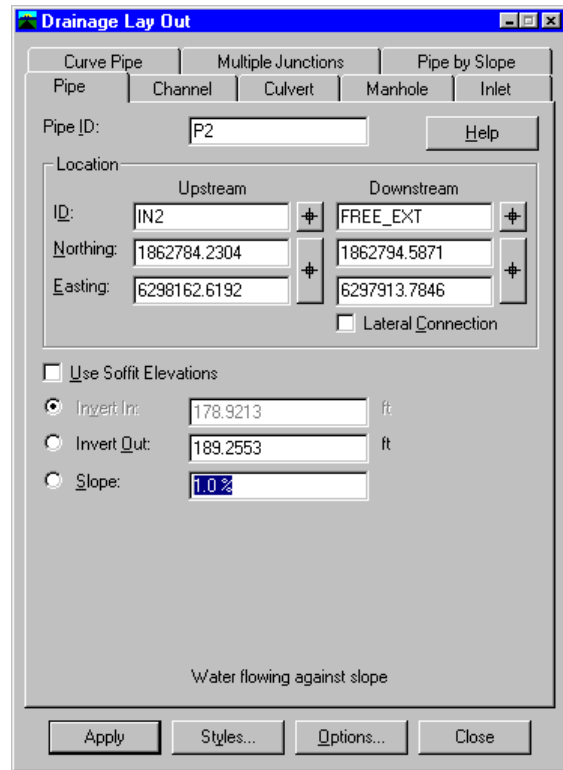 Drainage Lay Out
Curve Pipe Multiple Junctions Pipe by Slope
Pipe Channel Culvert Manhole Inlet
Pipe ID: P2 Help
Location
Upstream Downstream
ID: IN2 FREE_EXT
Northing: 1862784.2304 1862794.5871
Easting: 6298162.6192 6297913.7846
Lateral Connection
Use Soffit Elevations
Invert In: 178.9213 ft
Invert Out: 189.2553 ft
Slope: 1.0 %
Water flowing against slope
Apply Styles... Options... Close